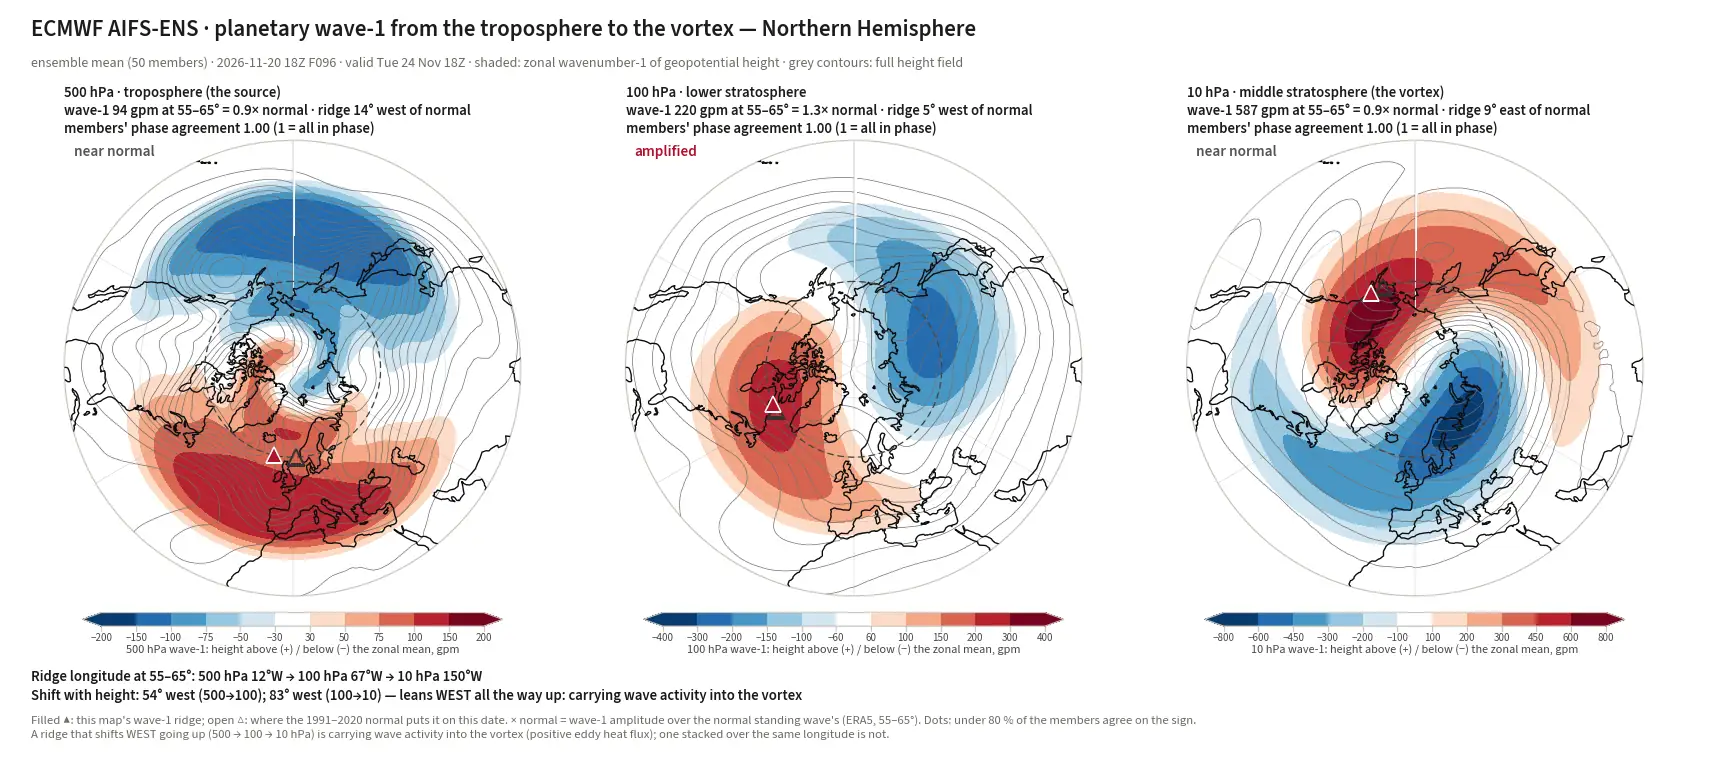 ECMWF AIFS-ENS · planetary wave-1 from the troposphere to the vortex — Northern Hemisphere
ensemble mean (50 members) · 2026-11-20 18Z F096 · valid Tue 24 Nov 18Z · shaded: zonal wavenumber-1 of geopotential height · grey contours: full height field
500 hPa · troposphere (the source)
wave-1 94 gpm at 55–65° = 0.9× normal · ridge 14° west of normal
members' phase agreement 1.00 (1 = all in phase)
near normal
100 hPa · lower stratosphere
wave-1 220 gpm at 55–65° = 1.3× normal · ridge 5° west of normal
members' phase agreement 1.00 (1 = all in phase)
amplified
10 hPa · middle stratosphere (the vortex)
wave-1 587 gpm at 55–65° = 0.9× normal · ridge 9° east of normal
members' phase agreement 1.00 (1 = all in phase)
near normal
−200 −150 −100 −75 −50 −30 30 50 75 100 150 200
500 hPa wave-1: height above (+) / below (−) the zonal mean, gpm
−400 −300 −200 −150 −100 −60 60 100 150 200 300 400
100 hPa wave-1: height above (+) / below (−) the zonal mean, gpm
−800 −600 −450 −300 −200 −100 100 200 300 450 600 800
10 hPa wave-1: height above (+) / below (−) the zonal mean, gpm
Ridge longitude at 55–65°: 500 hPa 12°W → 100 hPa 67°W → 10 hPa 150°W
Shift with height: 54° west (500→100); 83° west (100→10) — leans WEST all the way up: carrying wave activity into the vortex
Filled ▲: this map's wave-1 ridge; open △: where the 1991–2020 normal puts it on this date. × normal = wave-1 amplitude over the normal standing wave's (ERA5, 55–65°). Dots: under 80 % of the members agree on the sign.
A ridge that shifts WEST going up (500 → 100 → 10 hPa) is carrying wave activity into the vortex (positive eddy heat flux); one stacked over the same longitude is not.